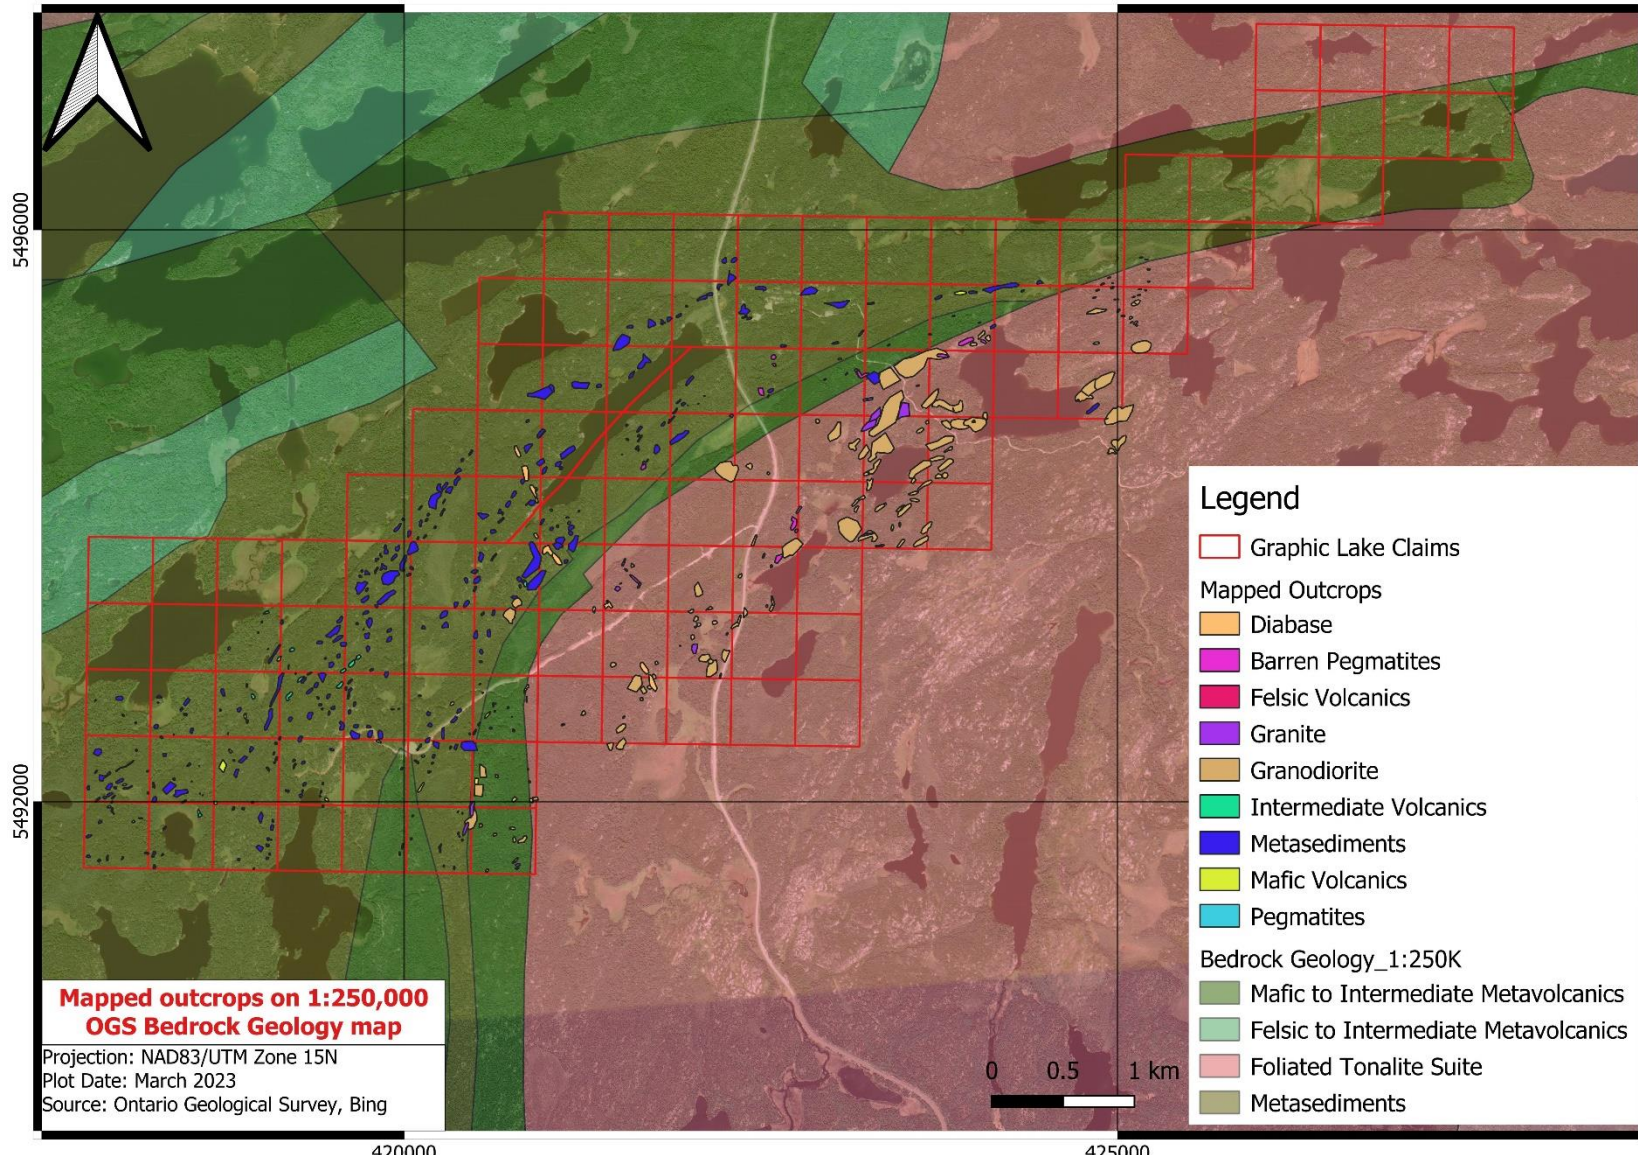 5496000
5492000
Legend
Graphic Lake Claims
Mapped Outcrops
Diabase
Barren Pegmatites
Felsic Volcanics
Granite
Granodiorite
Intermediate Volcanics
Metasediments
Mafic Volcanics
Pegmatites
Bedrock Geology_1:250K
Mafic to Intermediate Metavolcanics
Felsic to Intermediate Metavolcanics
Foliated Tonalite Suite
Metasediments
Mapped outcrops on 1:250,000
OGS Bedrock Geology map
Projection: NAD83/UTM Zone 15N
Plot Date: March 2023
Source: Ontario Geological Survey, Bing
0 0.5 1 km
420000 425000